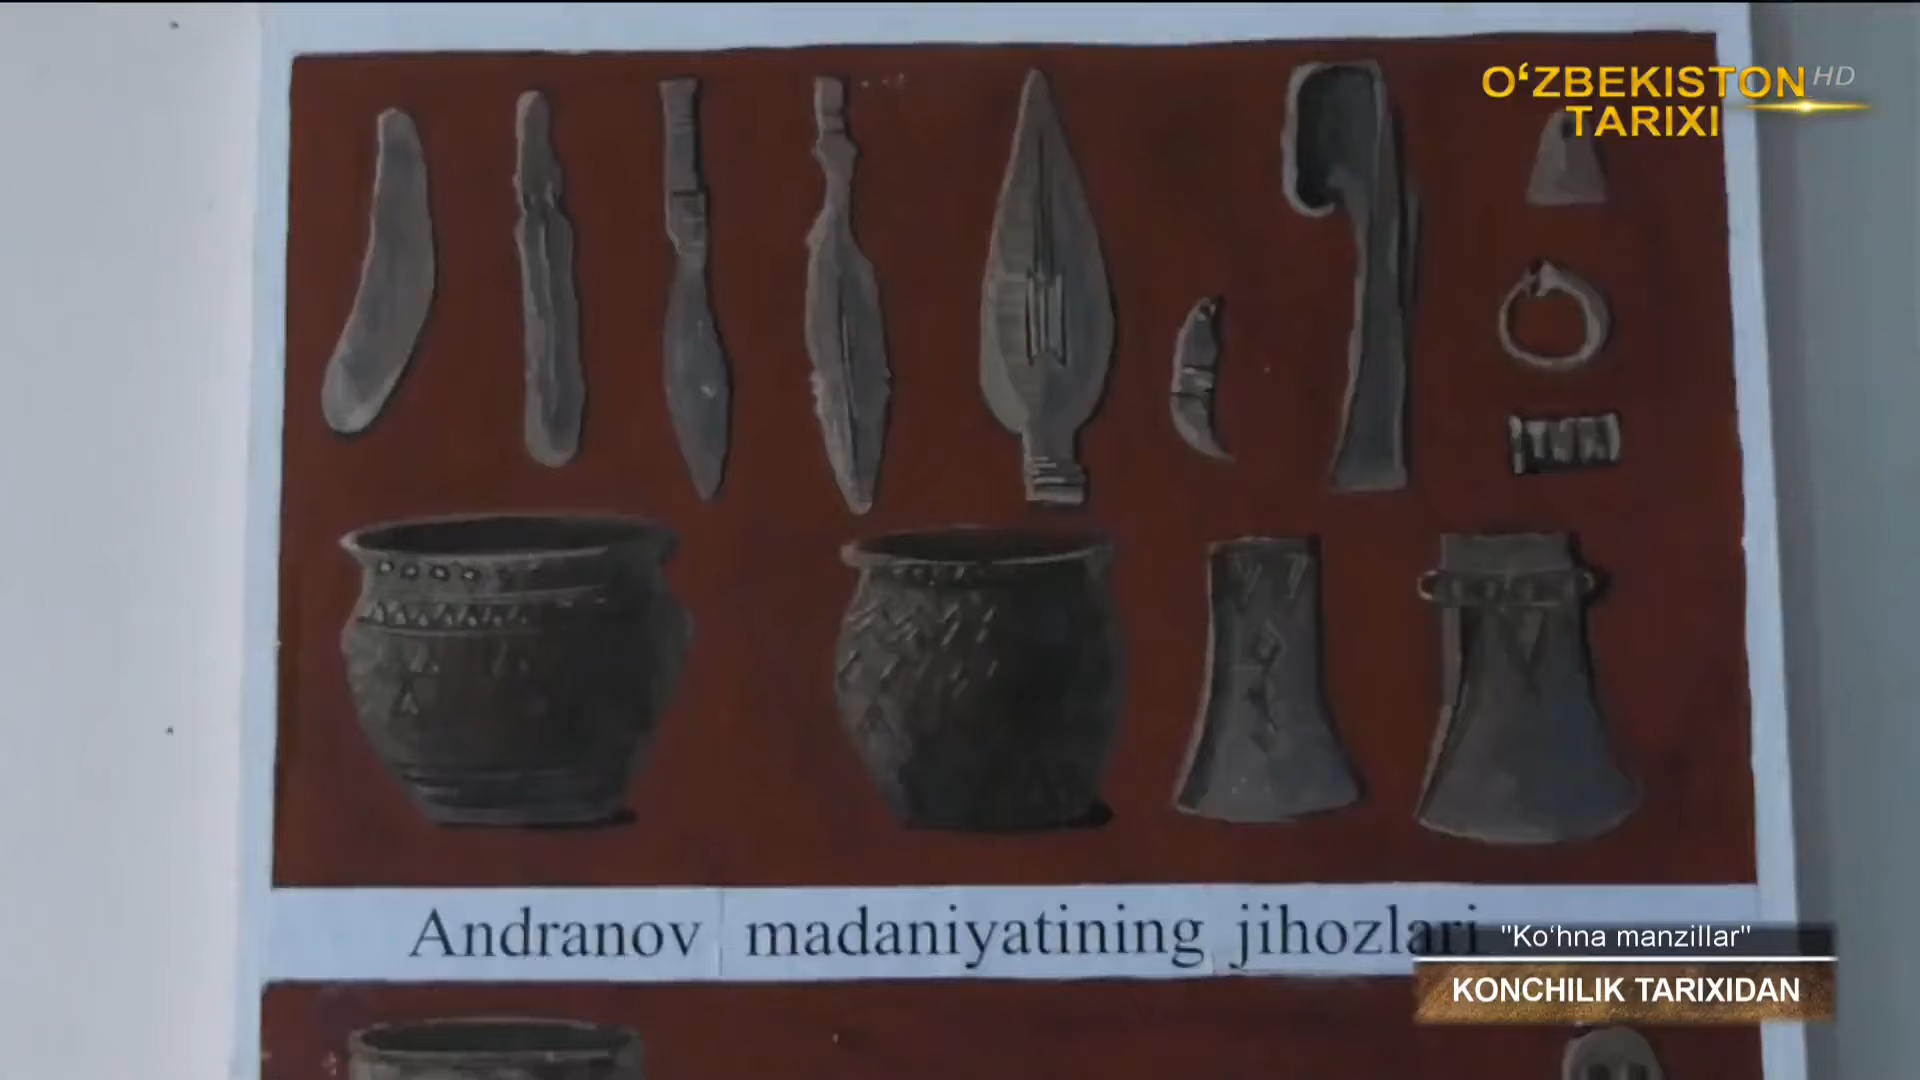 O‘ZBEKISTON HD
TARIXI
Andranov madaniyatining jihozlari
"Ko‘hna manzillar"
KONCHILIK TARIXIDAN